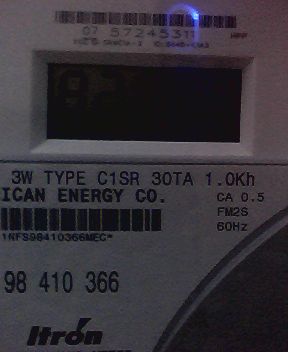 07 57245311
3W TYPE C1SR 30TA 1.0Kh
ICAN ENERGY CO. CA 0.5
FM2S
60Hz
1NFS98410366MEC*
98 410 366
Itrón